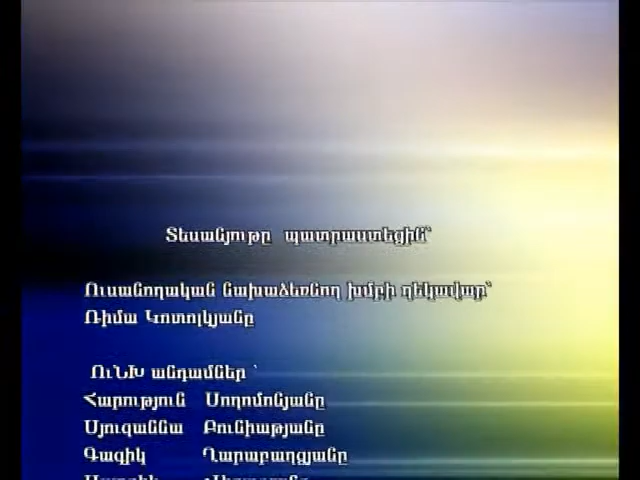 Տեսանյութը պատրաստեցին՝
Ուսանողական նախաձեռնող խմբի ղեկավար՝
Ռիմա Կոտոլկյանը
ՈւՆԽ անդամներ ՝
Հարություն Սողոմոնյանը
Սյուզաննա Բունիաթյանը
Գագիկ Ղարաբաղցյանը